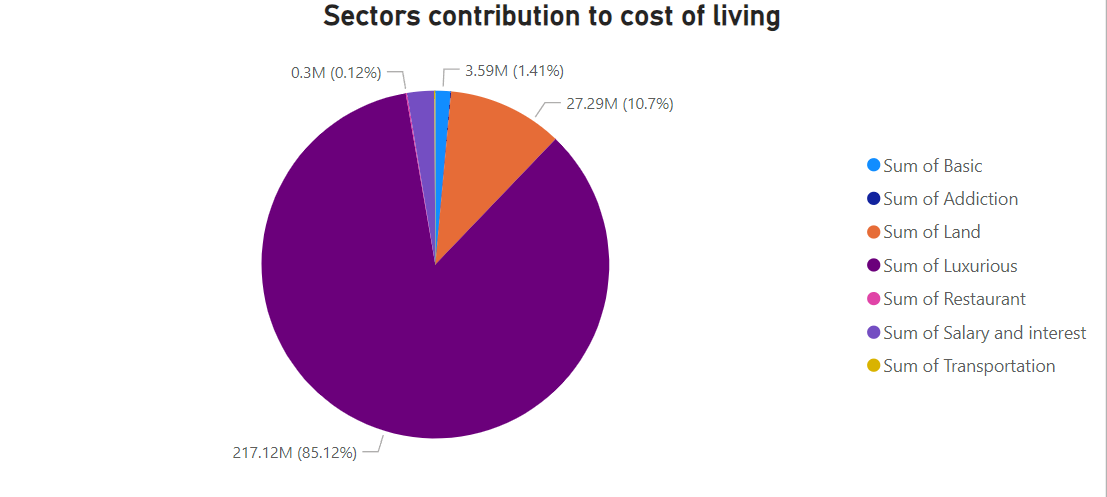 Sectors contribution to cost of living
0.3M (0.12%)
3.59M (1.41%)
27.29M (10.7%)
217.12M (85.12%)
Sum of Basic
Sum of Addiction
Sum of Land
Sum of Luxurious
Sum of Restaurant
Sum of Salary and interest
Sum of Transportation